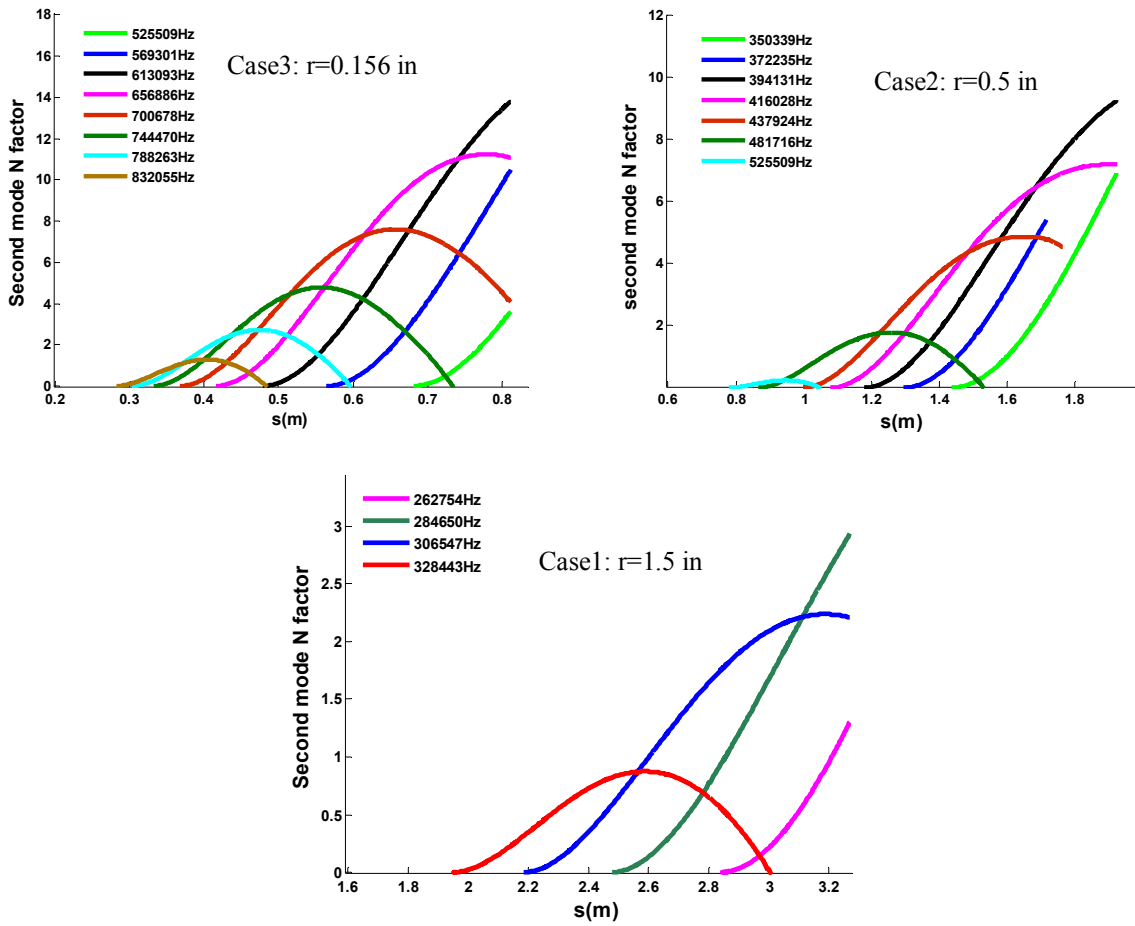 18
16
14
12
10
8
6
4
2
0
Second mode N factor
525509Hz
569301Hz
613093Hz
656886Hz
700678Hz
744470Hz
788263Hz
832055Hz
Case3: r=0.156 in
0.2 0.3 0.4 0.5 0.6 0.7 0.8
s(m)
12
10
8
6
4
2
second mode N factor
350339Hz
372235Hz
394131Hz
416028Hz
437924Hz
481716Hz
525509Hz
Case2: r=0.5 in
0.6 0.8 1 1.2 1.4 1.6 1.8
s(m)
3
2.5
2
1.5
1
0.5
0
Second mode N factor
262754Hz
284650Hz
306547Hz
328443Hz
Case1: r=1.5 in
1.6 1.8 2 2.2 2.4 2.6 2.8 3 3.2
s(m)